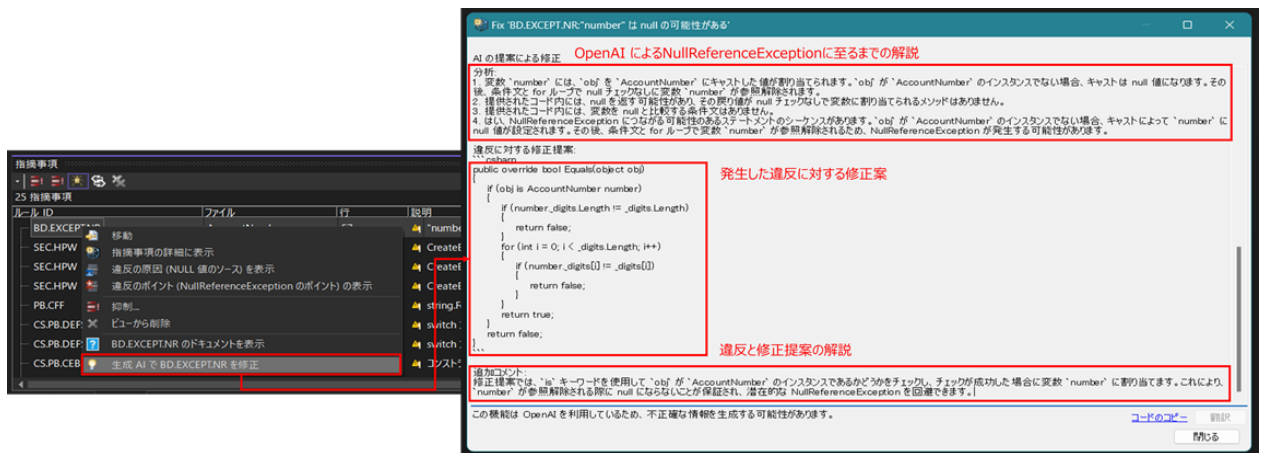 指摘事項
25 指摘事項
ルール ID ファイル 行 説明
BD.EXCEPT.NR "numbe
SEC.HPW CreateE
SEC.HPW CreateE
SEC.HPW CreateE
PB.CFF string.F
CS.PB.DEF switch
CS.PB.DEF switch
CS.PB.CEB コンスト
移動
指摘事項の詳細に表示
違反の原因 (NULL 値のソース) を表示
違反のポイント (NullReferenceException のポイント) の表示
抑制...
ビューから削除
BD.EXCEPT.NR のドキュメントを表示
生成 AI で BD.EXCEPT.NR を修正
Fix 'BD.EXCEPT.NR:"number" は null の可能性がある'
AI の提案による修正
OpenAI によるNullReferenceExceptionに至るまでの解説
分析:
1. 変数 `number` には、`obj` を `AccountNumber` にキャストした値が割り当てられます。`obj` が `AccountNumber` のインスタンスでない場合、キャストは null 値になります。その
後、条件文と for ループで null チェックなしに変数 `number` が参照解除されます。
2. 提供されたコード内には、null を返す可能性があり、その戻り値が null チェックなしで変数に割り当てられるメソッドはありません。
3. 提供されたコード内には、変数を null と比較する条件文はありません。
4. はい、NullReferenceException につながる可能性のあるステートメントのシーケンスがあります。`obj` が `AccountNumber` のインスタンスでない場合、キャストによって `number` に
null 値が設定されます。その後、条件文と for ループで変数 `number` が参照解除されるため、NullReferenceException が発生する可能性があります。
違反に対する修正提案:
```csharp
public override bool Equals(object obj)
{
if (obj is AccountNumber number)
{
if (number._digits.Length != _digits.Length)
{
return false;
}
for (int i = 0; i < _digits.Length; i++)
{
if (number._digits[i] != _digits[i])
{
return false;
}
}
return true;
}
return false;
}
```
発生した違反に対する修正案
違反と修正提案の解説
追加コメント:
修正提案では、`is` キーワードを使用して `obj` が `AccountNumber` のインスタンスであるかどうかをチェックし、チェックが成功した場合に変数 `number` に割り当てます。これにより、
`number` が参照解除される際に null にならないことが保証され、潜在的な NullReferenceException を回避できます。
この機能は OpenAI を利用しているため、不正確な情報を生成する可能性があります。
コードのコピー 翻訳
閉じる